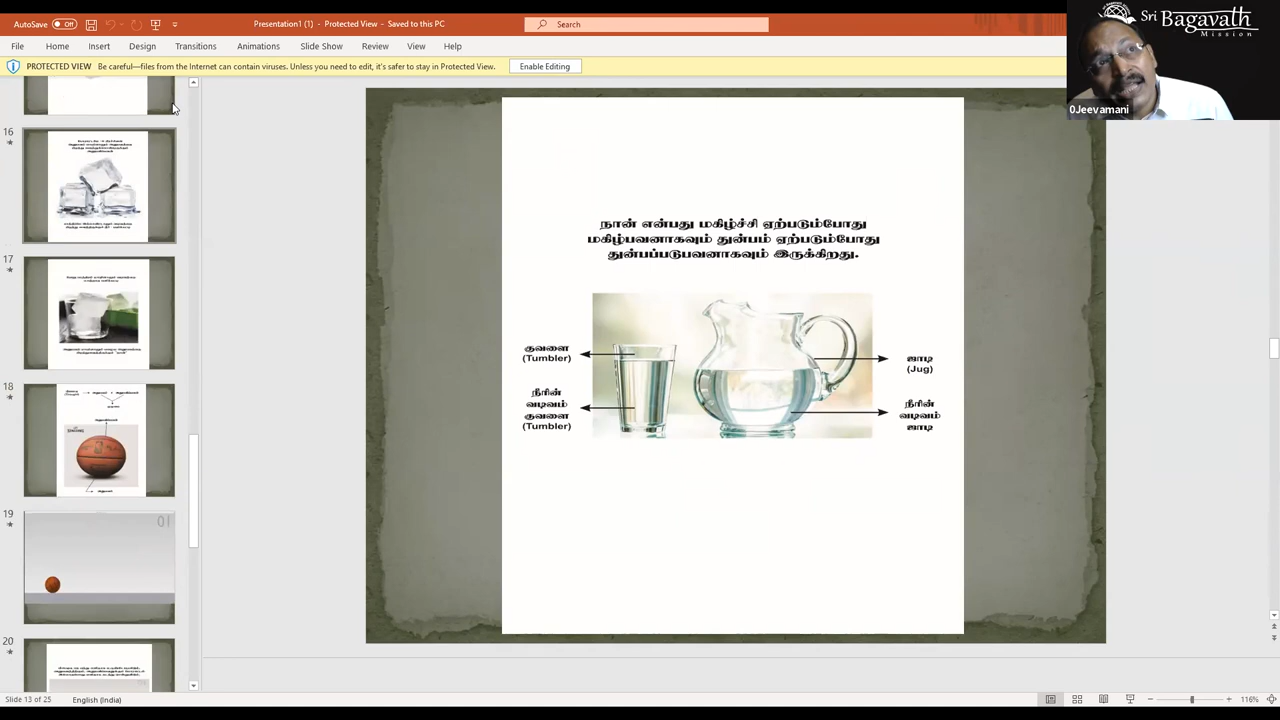 AutoSave Off
Presentation1 (1) - Protected View - Saved to this PC
Search
Sri Bagavath
Mission
File Home Insert Design Transitions Animations Slide Show Review View Help
PROTECTED VIEW Be careful—files from the Internet can contain viruses. Unless you need to edit, it's safer to stay in Protected View. Enable Editing
0Jeevamani
16
17
18
19
01
20
நான் என்பது மகிழ்ச்சி ஏற்படும்போது
மகிழ்பவனாகவும் துன்பம் ஏற்படும்போது
துன்பப்படுபவனாகவும் இருக்கிறது.
குவளை
(Tumbler)
நீரின்
வடிவம்
குவளை
(Tumbler)
ஜாடி
(Jug)
நீரின்
வடிவம்
ஜாடி
Slide 13 of 25 English (India)
116%